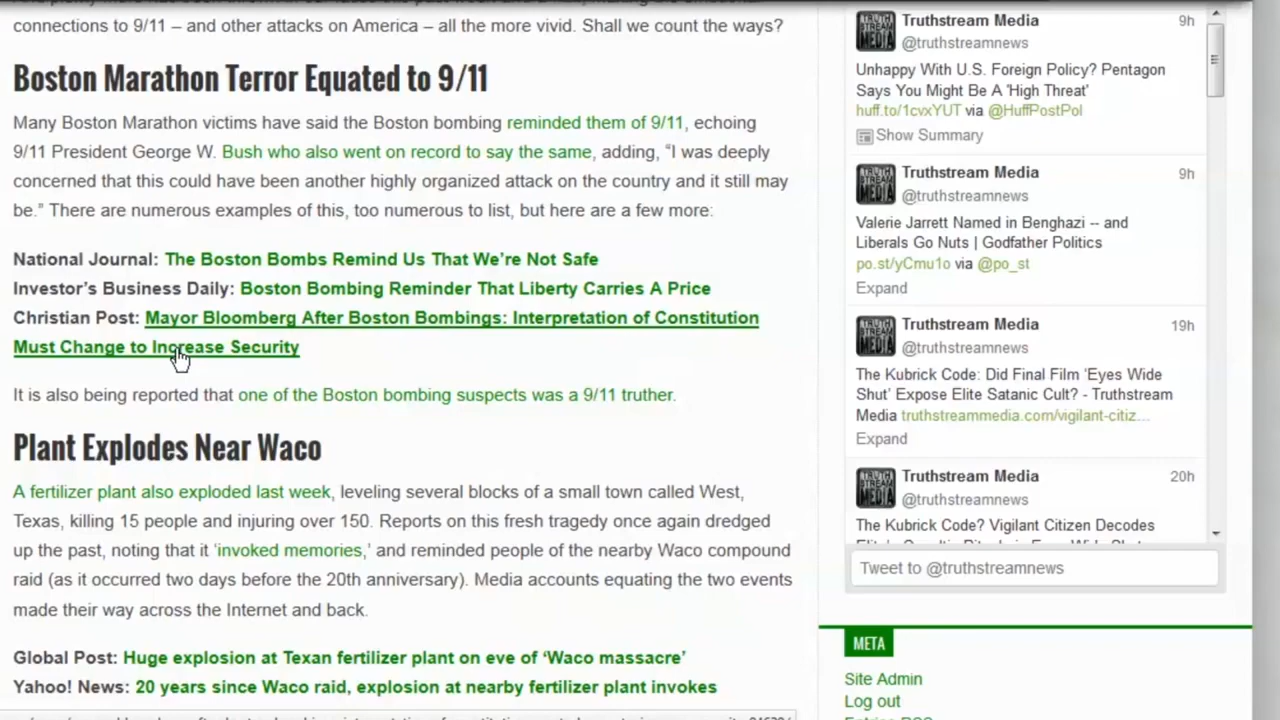 connections to 9/11 – and other attacks on America – all the more vivid. Shall we count the ways?
Boston Marathon Terror Equated to 9/11
Many Boston Marathon victims have said the Boston bombing reminded them of 9/11, echoing
9/11 President George W. Bush who also went on record to say the same, adding, “I was deeply
concerned that this could have been another highly organized attack on the country and it still may
be.” There are numerous examples of this, too numerous to list, but here are a few more:
National Journal: The Boston Bombs Remind Us That We’re Not Safe
Investor’s Business Daily: Boston Bombing Reminder That Liberty Carries A Price
Christian Post: Mayor Bloomberg After Boston Bombings: Interpretation of Constitution
Must Change to Increase Security
It is also being reported that one of the Boston bombing suspects was a 9/11 truther.
Plant Explodes Near Waco
A fertilizer plant also exploded last week, leveling several blocks of a small town called West,
Texas, killing 15 people and injuring over 150. Reports on this fresh tragedy once again dredged
up the past, noting that it ‘invoked memories,’ and reminded people of the nearby Waco compound
raid (as it occurred two days before the 20th anniversary). Media accounts equating the two events
made their way across the Internet and back.
Global Post: Huge explosion at Texan fertilizer plant on eve of ‘Waco massacre’
Yahoo! News: 20 years since Waco raid, explosion at nearby fertilizer plant invokes
Truthstream Media 9h
@truthstreamnews
Unhappy With U.S. Foreign Policy? Pentagon
Says You Might Be A 'High Threat'
huff.to/1cvxYUT via @HuffPostPol
Show Summary
Truthstream Media 9h
@truthstreamnews
Valerie Jarrett Named in Benghazi -- and
Liberals Go Nuts | Godfather Politics
po.st/yCmu1o via @po_st
Expand
Truthstream Media 19h
@truthstreamnews
The Kubrick Code: Did Final Film ‘Eyes Wide
Shut’ Expose Elite Satanic Cult? - Truthstream
Media truthstreammedia.com/vigilant-citiz...
Expand
Truthstream Media 20h
@truthstreamnews
The Kubrick Code? Vigilant Citizen Decodes
Tweet to @truthstreamnews
META
Site Admin
Log out